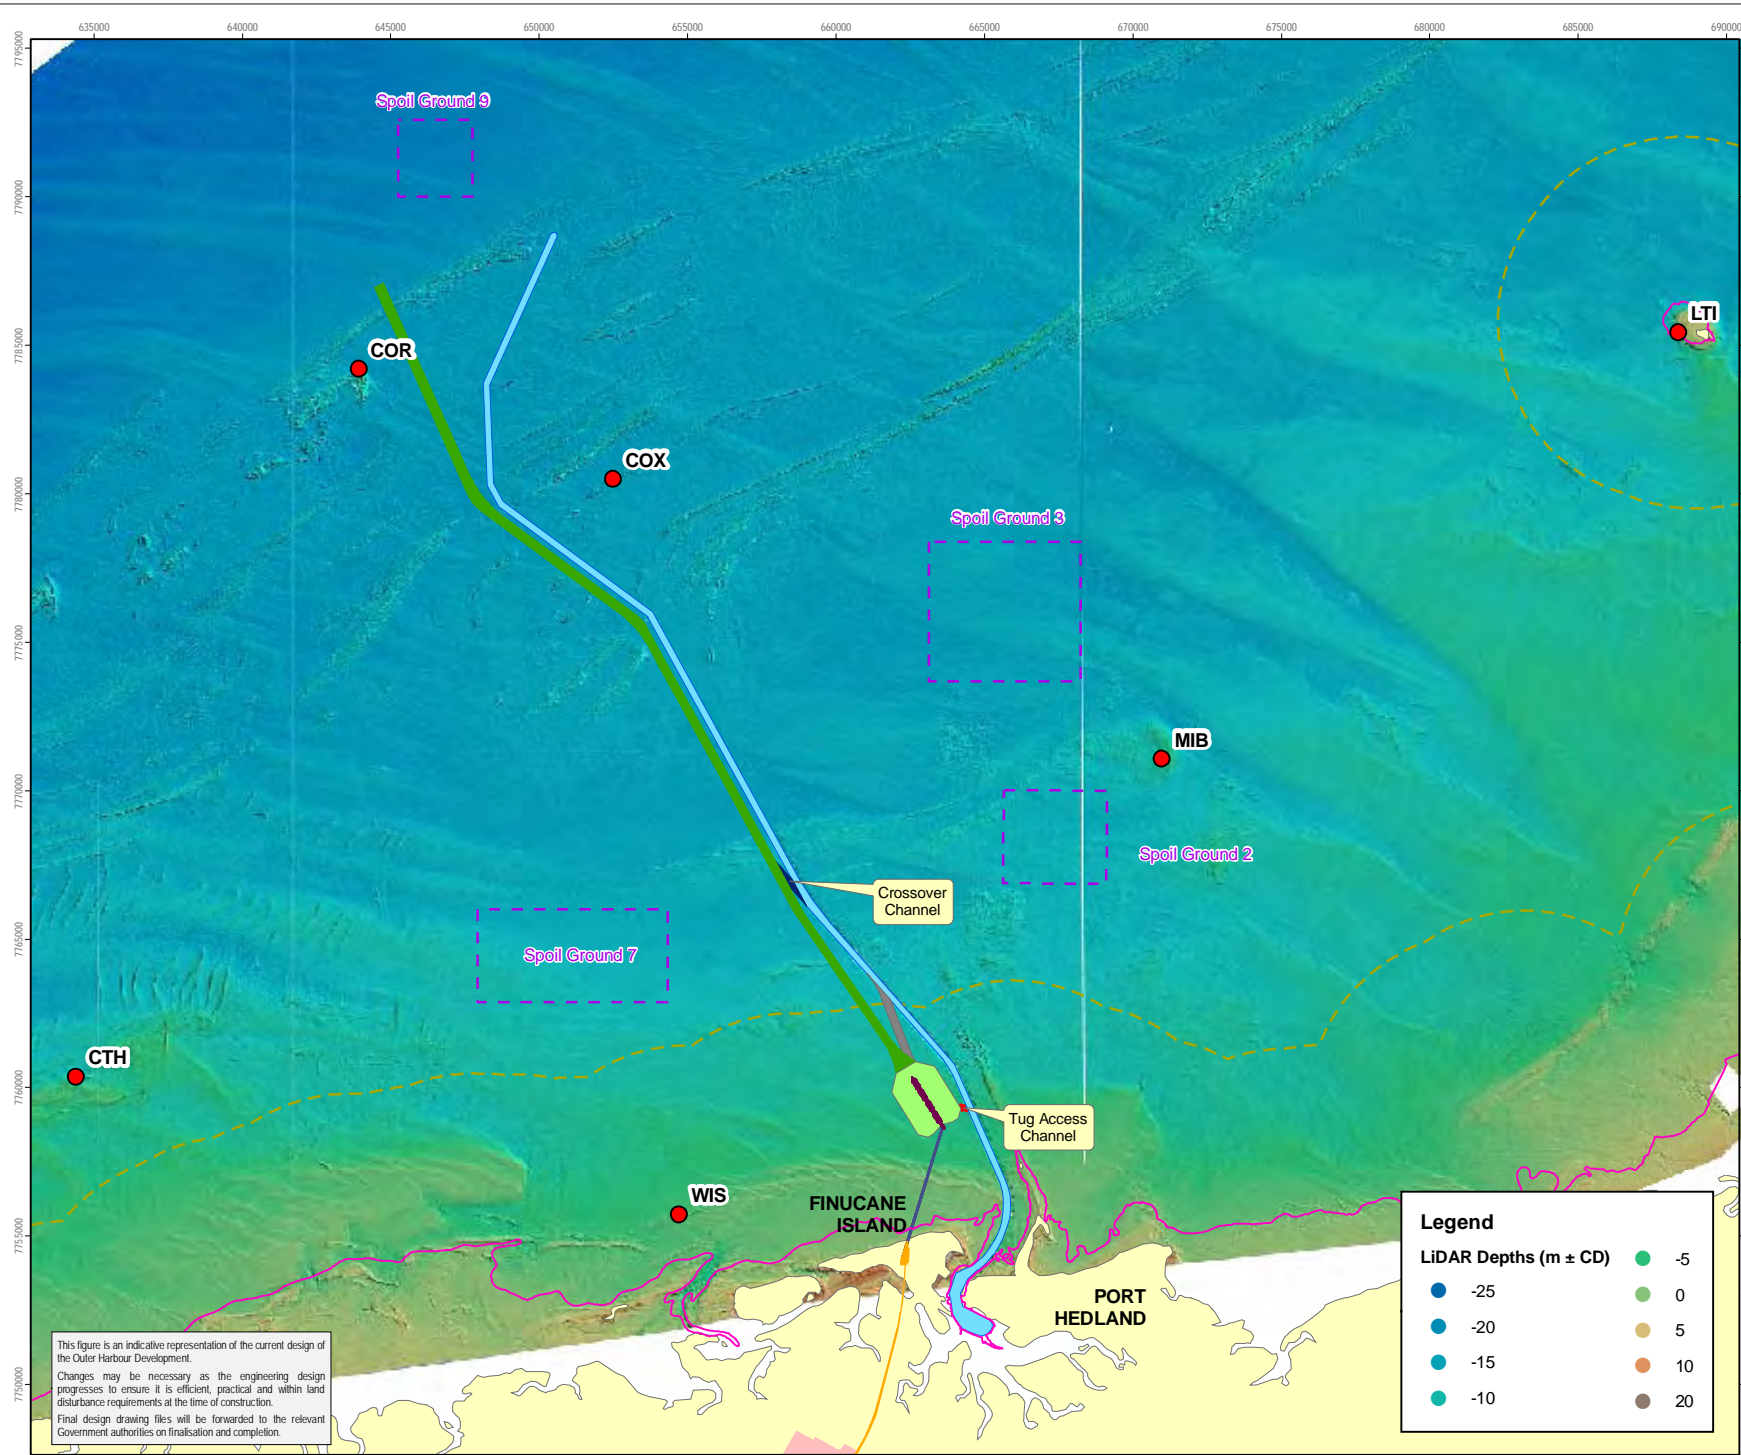 635000 640000 645000 650000 655000 660000 665000 670000 675000 680000 685000 690000
7795000
7790000
7785000
7780000
7775000
7770000
7765000
7760000
7755000
7750000
Spoil Ground 9
LTI
COR
COX
Spoil Ground 3
MIB
Spoil Ground 2
Crossover
Channel
Spoil Ground 7
CTH
Tug Access
Channel
WIS
FINUCANE
ISLAND
PORT
HEDLAND
Legend
LiDAR Depths (m ± CD)
-25
-20
-15
-10
-5
0
5
10
20
This figure is an indicative representation of the current design of
the Outer Harbour Development.
Changes may be necessary as the engineering design
progresses to ensure it is efficient, practical and within land
disturbance requirements at the time of construction.
Final design drawing files will be forwarded to the relevant
Government authorities on finalisation and completion.